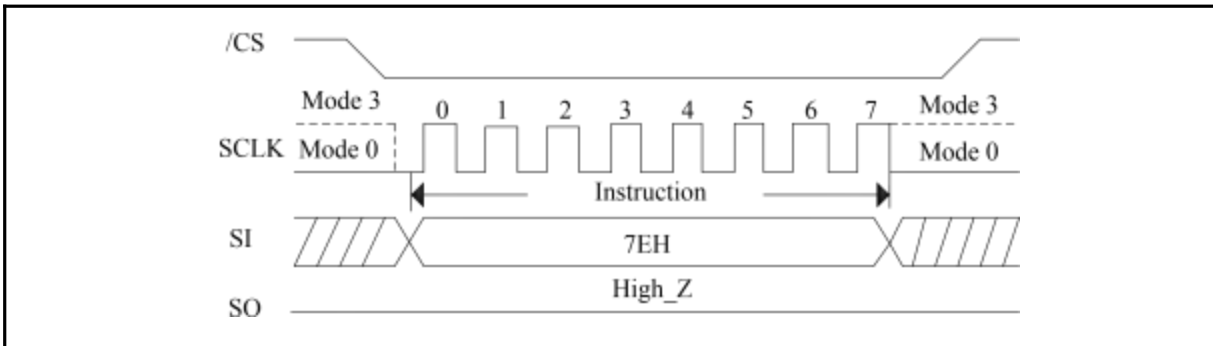 /CS
Mode 3 0 1 2 3 4 5 6 7 Mode 3
SCLK Mode 0 Mode 0
Instruction
SI 7EH
High_Z
SO